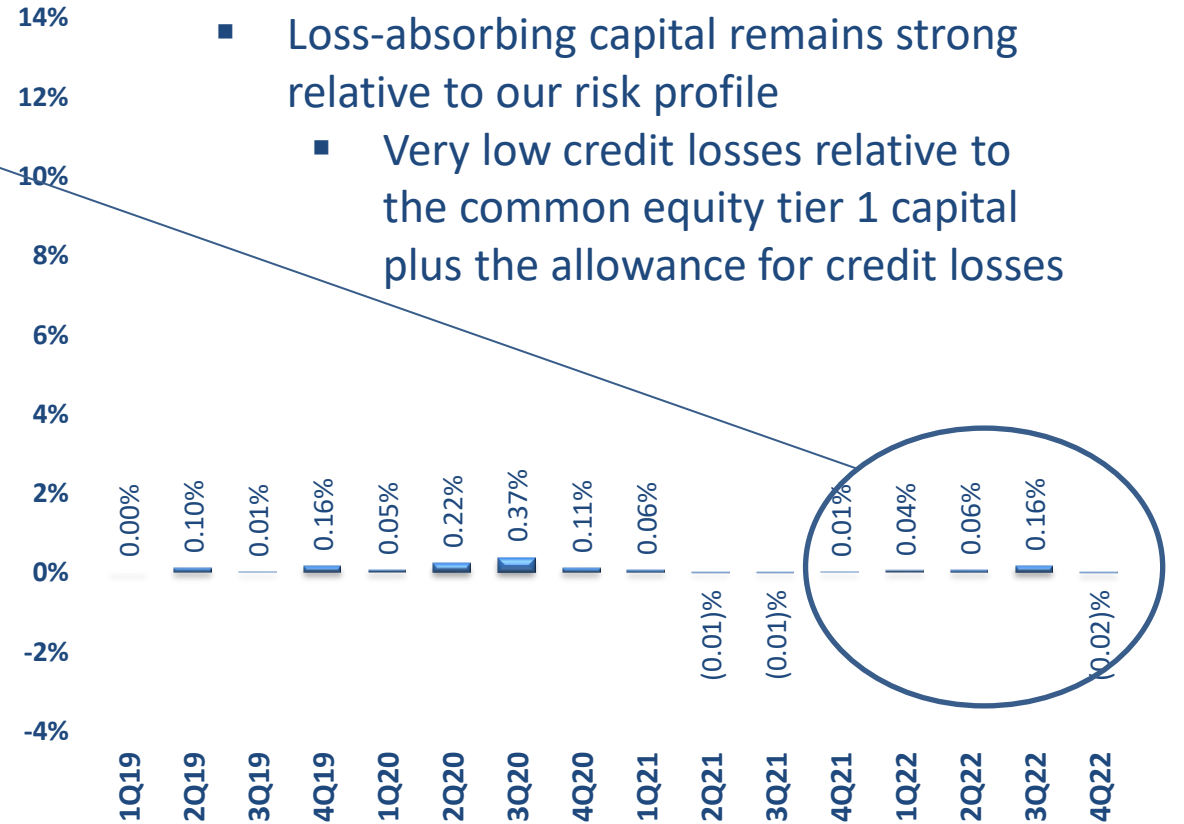 14%
▪ Loss-absorbing capital remains strong
relative to our risk profile
12%
▪ Very low credit losses relative to
10%
the common equity tier 1 capital
8%
plus the allowance for credit losses
6%
4%
2%
0.00% 0.10% 0.01% 0.16% 0.05% 0.22% 0.37% 0.11% 0.06% 0.01% 0.04% 0.06% 0.16%
0%
(0.01)% (0.01)% (0.02)%
-2%
-4%
1Q19 2Q19 3Q19 4Q19 1Q20 2Q20 3Q20 4Q20 1Q21 2Q21 3Q21 4Q21 1Q22 2Q22 3Q22 4Q22